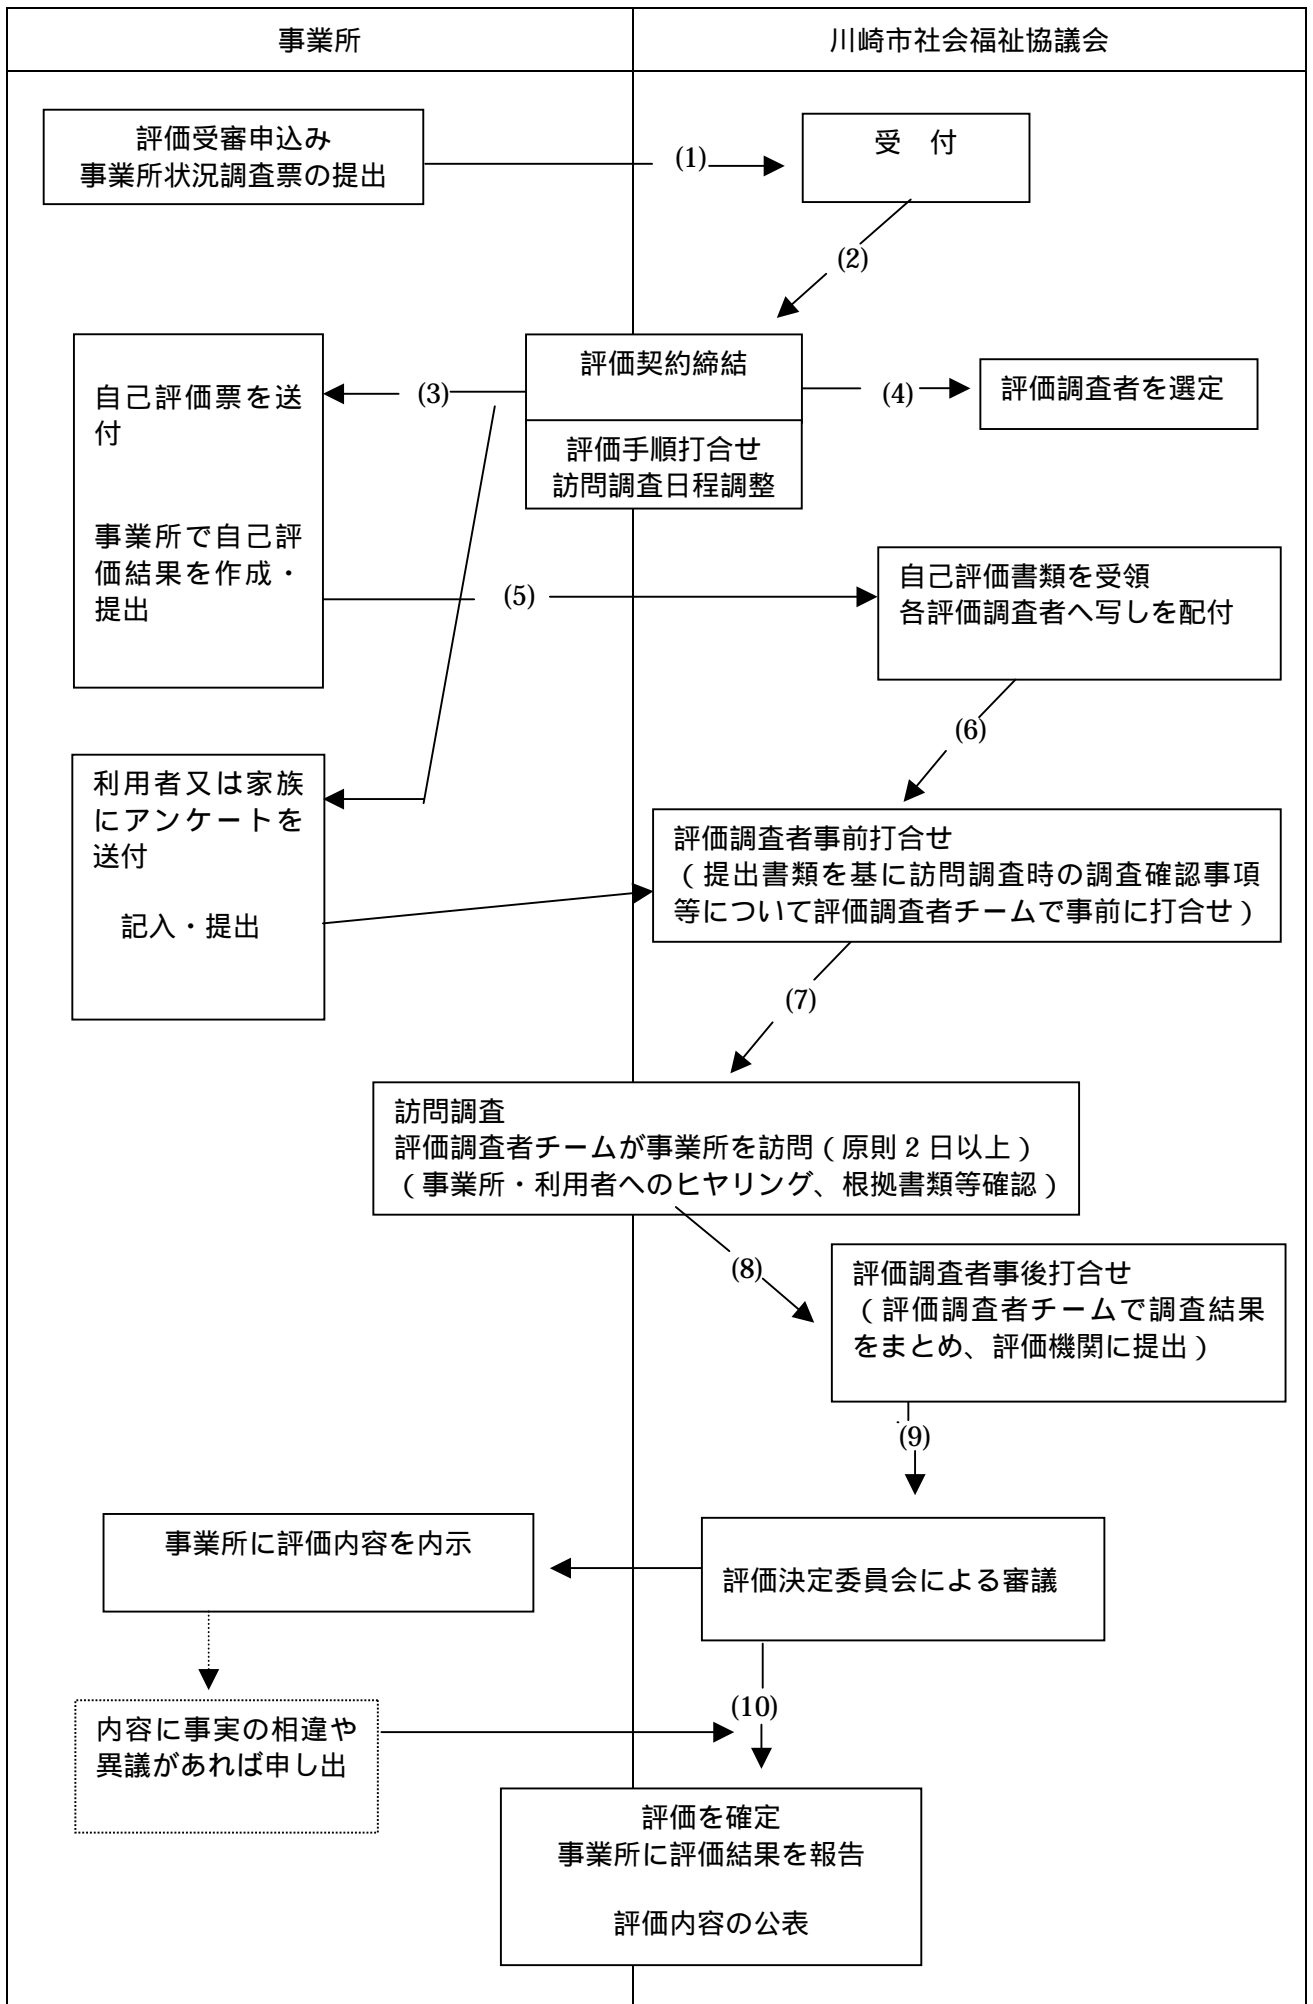 事業所
川崎市社会福祉協議会
評価受審申込み
事業所状況調査票の提出
(1)
受　付
(2)
評価契約締結
評価手順打合せ
訪問調査日程調整
(3)
自己評価票を送
付
事業所で自己評
価結果を作成・
提出
(4)
評価調査者を選定
(5)
自己評価書類を受領
各評価調査者へ写しを配付
(6)
利用者又は家族
にアンケートを
送付
記入・提出
評価調査者事前打合せ
（提出書類を基に訪問調査時の調査確認事項
等について評価調査者チームで事前に打合せ）
(7)
訪問調査
評価調査者チームが事業所を訪問（原則２日以上）
（事業所・利用者へのヒヤリング、根拠書類等確認）
(8)
評価調査者事後打合せ
（評価調査者チームで調査結果
をまとめ、評価機関に提出）
(9)
評価決定委員会による審議
事業所に評価内容を内示
内容に事実の相違や
異議があれば申し出
(10)
評価を確定
事業所に評価結果を報告
評価内容の公表